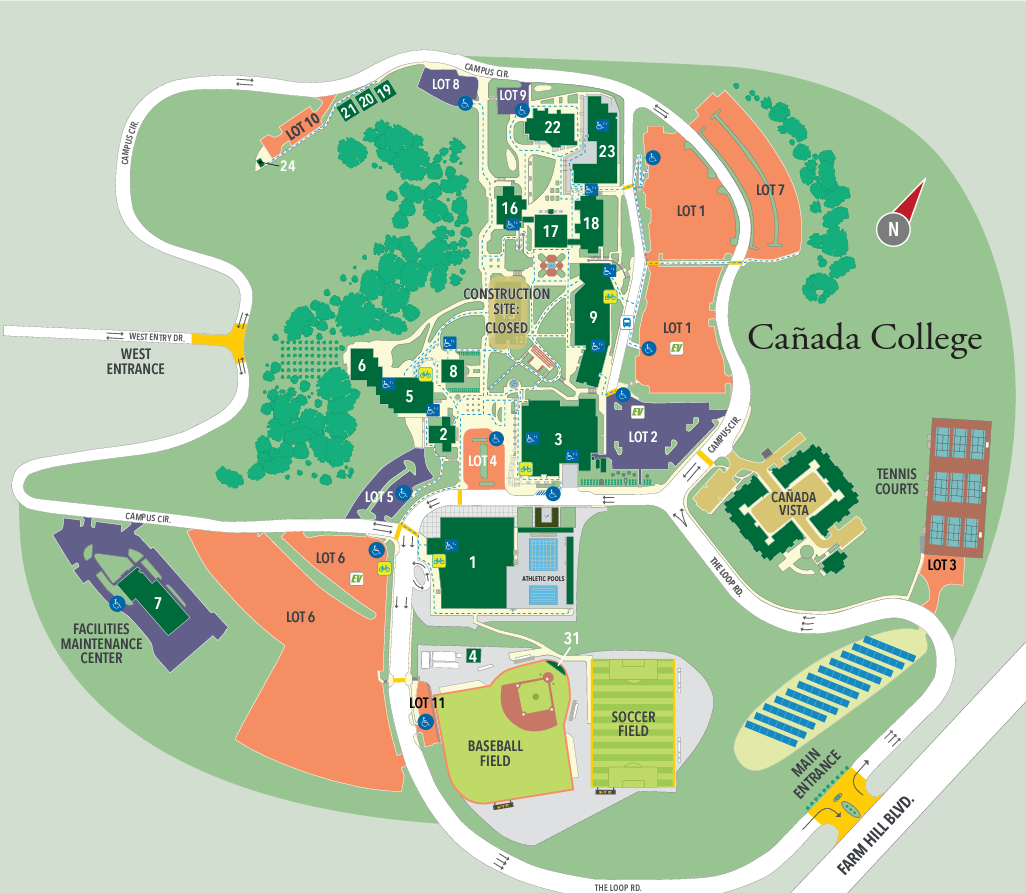 CAMPUS CIR.
LOT 8
LOT 9
19
20
21
LOT 10
24
22
23
CAMPUS CIR.
LOT 7
LOT 1
16
17
18
N
CONSTRUCTION
SITE:
CLOSED
9
LOT 1
EV
Cañada College
WEST ENTRY DR.
WEST
ENTRANCE
6
5
8
2
LOT 4
3
EV
LOT 2
CAMPUS CIR.
TENNIS
COURTS
CAÑADA
VISTA
LOT 5
CAMPUS CIR.
LOT 6
EV
1
ATHLETIC POOLS
THE LOOP RD.
LOT 3
7
FACILITIES
MAINTENANCE
CENTER
LOT 6
31
4
LOT 11
BASEBALL
FIELD
SOCCER
FIELD
MAIN
ENTRANCE
FARM HILL BLVD.
THE LOOP RD.